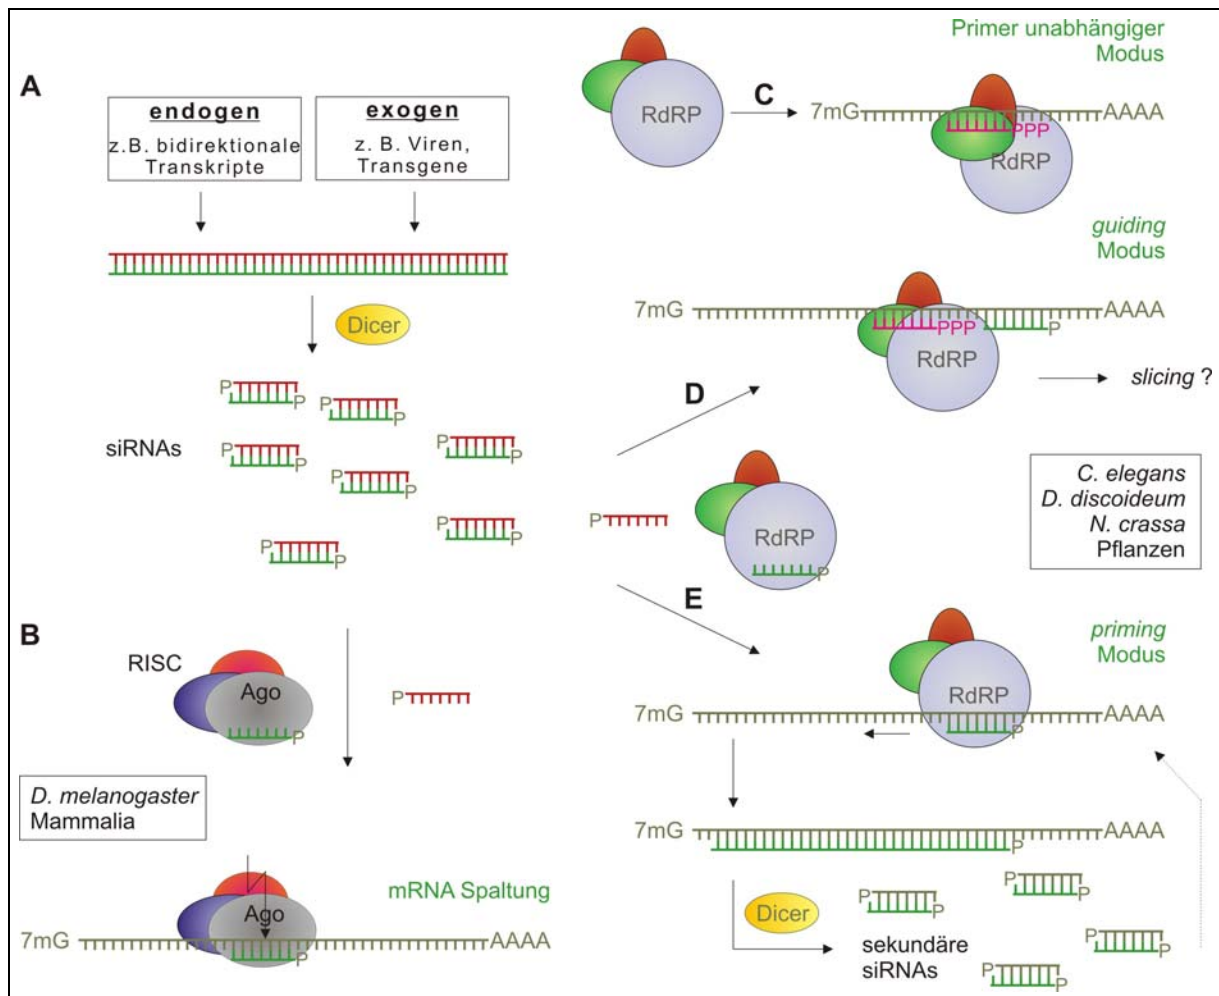 A
endogen
z.B. bidirektionale
Transkripte
exogen
z. B. Viren,
Transgene
Dicer
siRNAs
P
P
P
P
P
P
P
P
P
P
P
P
P
P
B
RISC
Ago
P
P
D. melanogaster
Mammalia
Ago
mRNA Spaltung
7mG
AAAA
P
RdRP
C
Primer unabhängiger
Modus
7mG
AAAA
PPP
RdRP
guiding
Modus
7mG
AAAA
PPP
P
RdRP
slicing ?
D
P
RdRP
P
C. elegans
D. discoideum
N. crassa
Pflanzen
E
priming
Modus
RdRP
7mG
AAAA
P
7mG
AAAA
P
Dicer
sekundäre
siRNAs
P
P
P
P
P
P
P
P